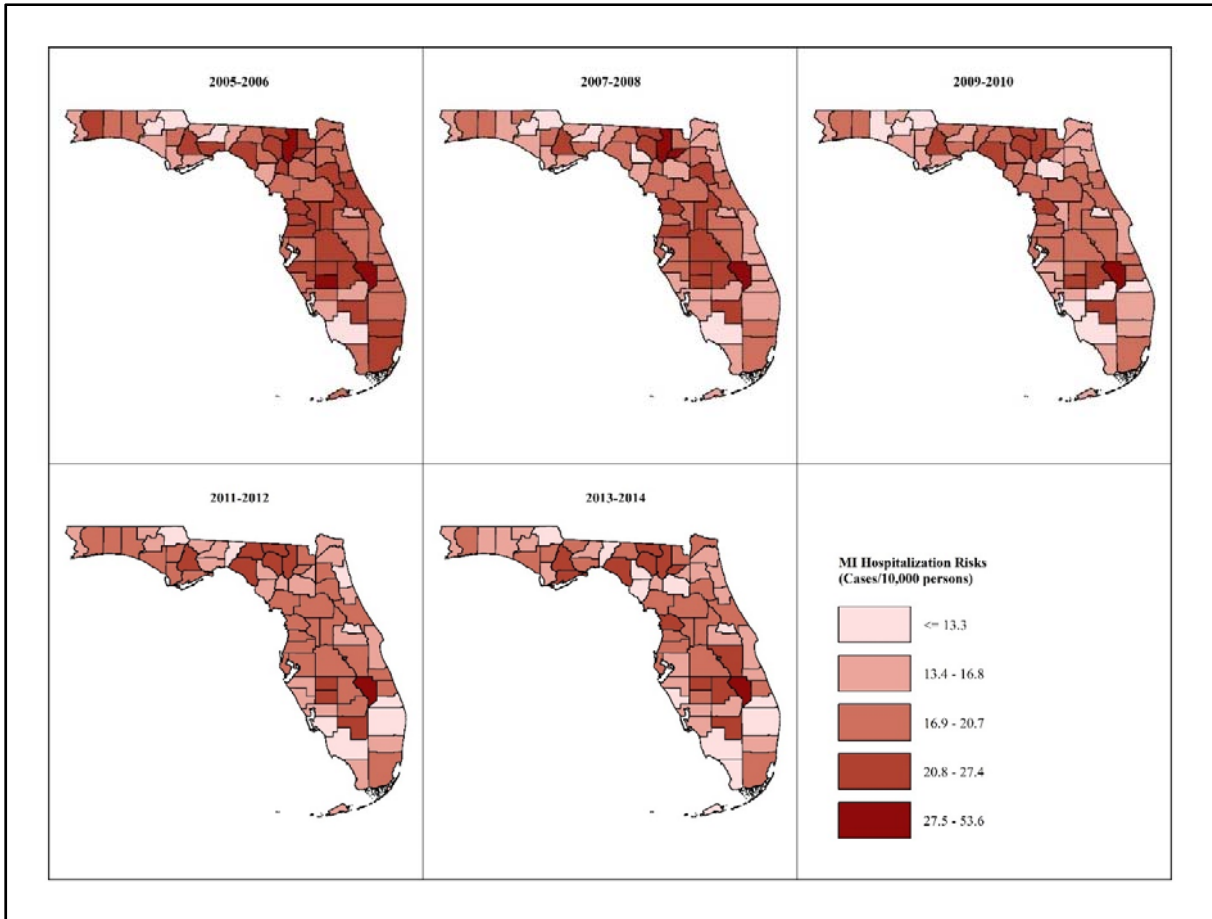 2005-2006
2007-2008
2009-2010
2011-2012
2013-2014
MI Hospitalization Risks
(Cases/10,000 persons)
<= 13.3
13.4 - 16.8
16.9 - 20.7
20.8 - 27.4
27.5 - 53.6